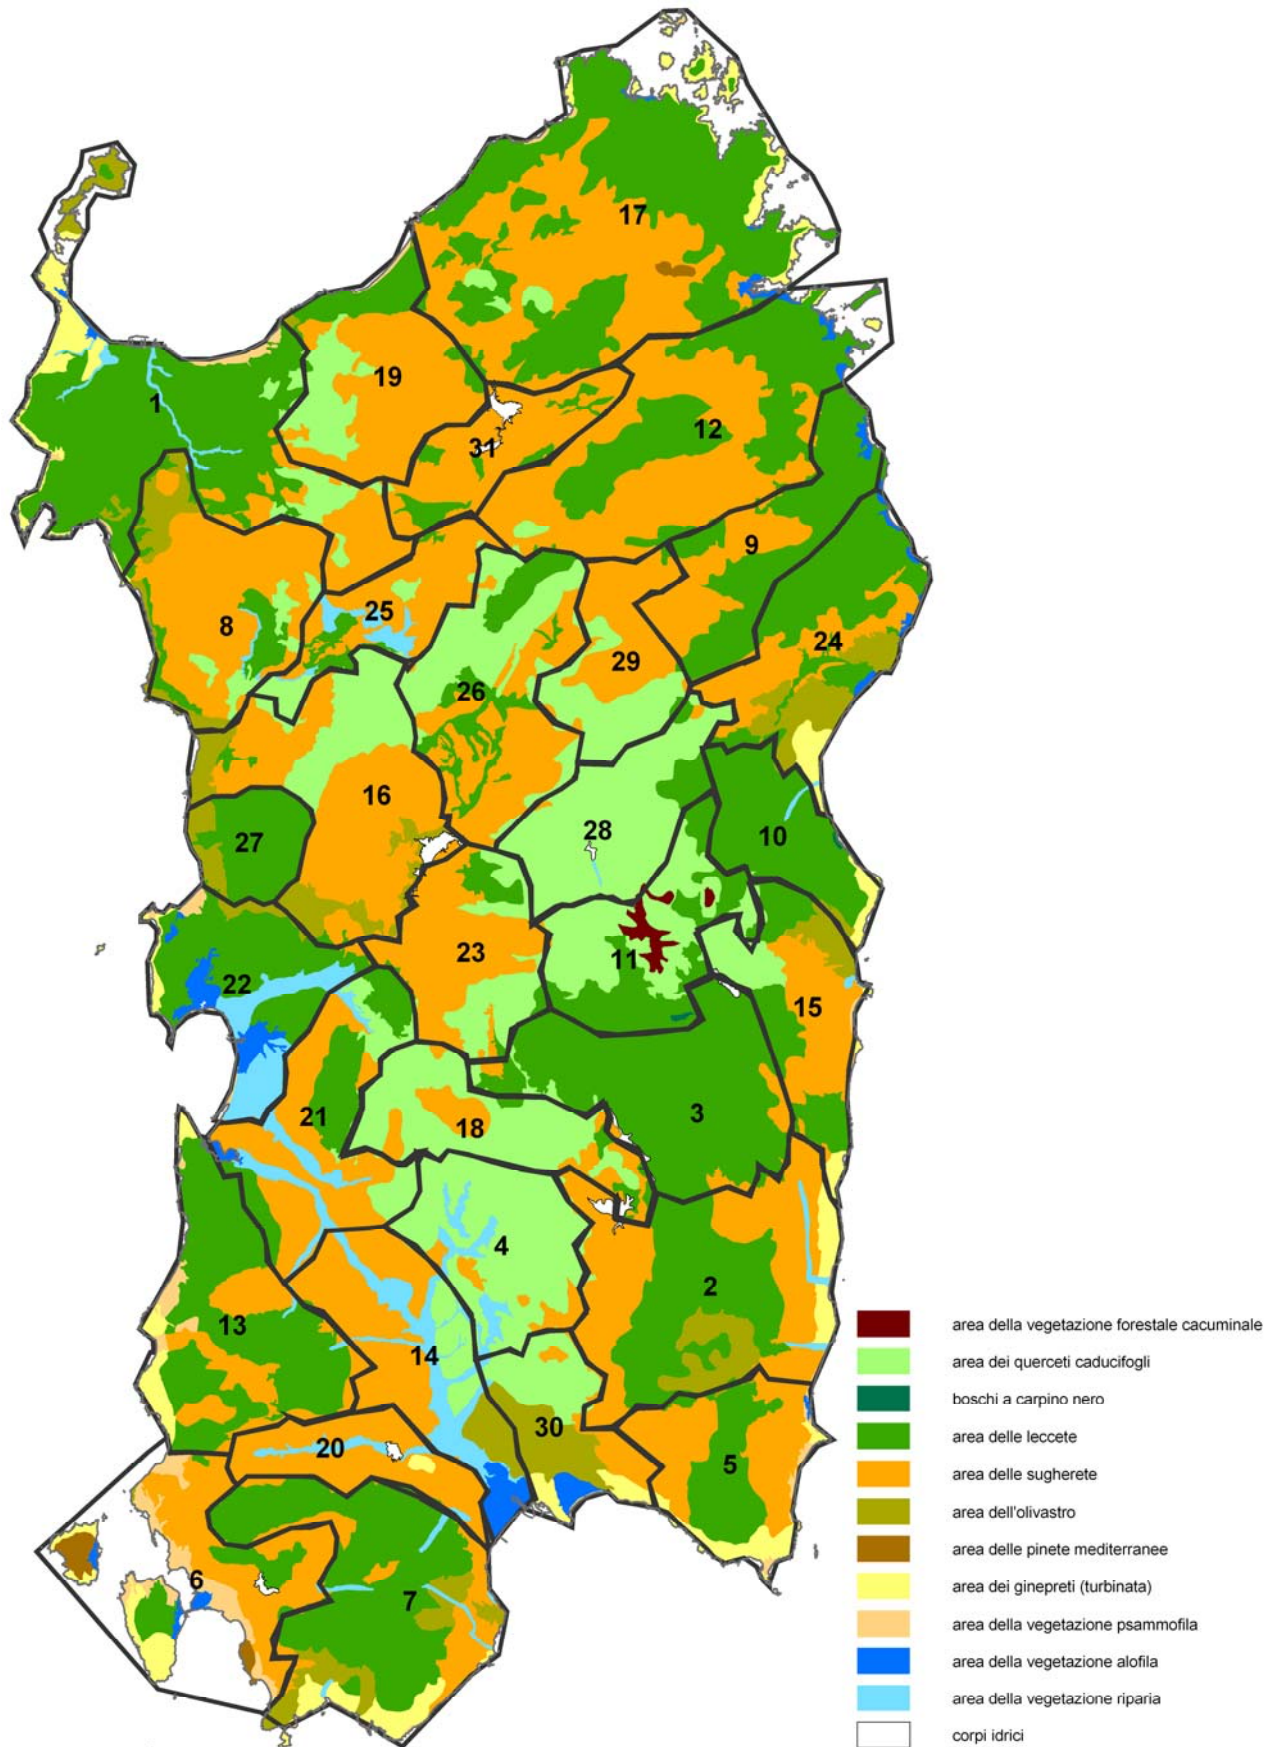 17
19
1
31
12
9
8
25
24
29
26
16
28
10
27
11
23
22
15
21
18
3
4
2
13
14
30
20
5
6
7
area della vegetazione forestale cacuminale
area dei querceti caducifogli
boschi a carpino nero
area delle leccete
area delle sugherete
area dell'olivastro
area delle pinete mediterranee
area dei ginepreti (turbinata)
area della vegetazione psammofila
area della vegetazione alofila
area della vegetazione riparia
corpi idrici